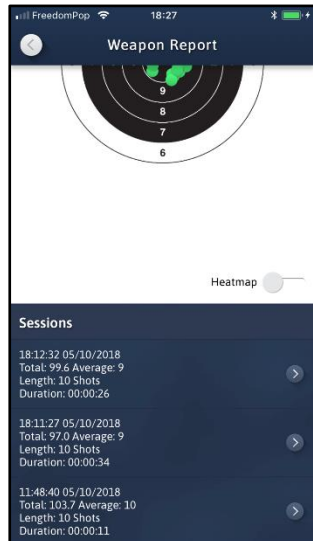 FreedomPop 18:27
Weapon Report
9
8
7
6
Heatmap
Sessions
18:12:32 05/10/2018
Total: 99.6 Average: 9
Length: 10 Shots
Duration: 00:00:26
18:11:27 05/10/2018
Total: 97.0 Average: 9
Length: 10 Shots
Duration: 00:00:34
11:48:40 05/10/2018
Total: 103.7 Average: 10
Length: 10 Shots
Duration: 00:00:11